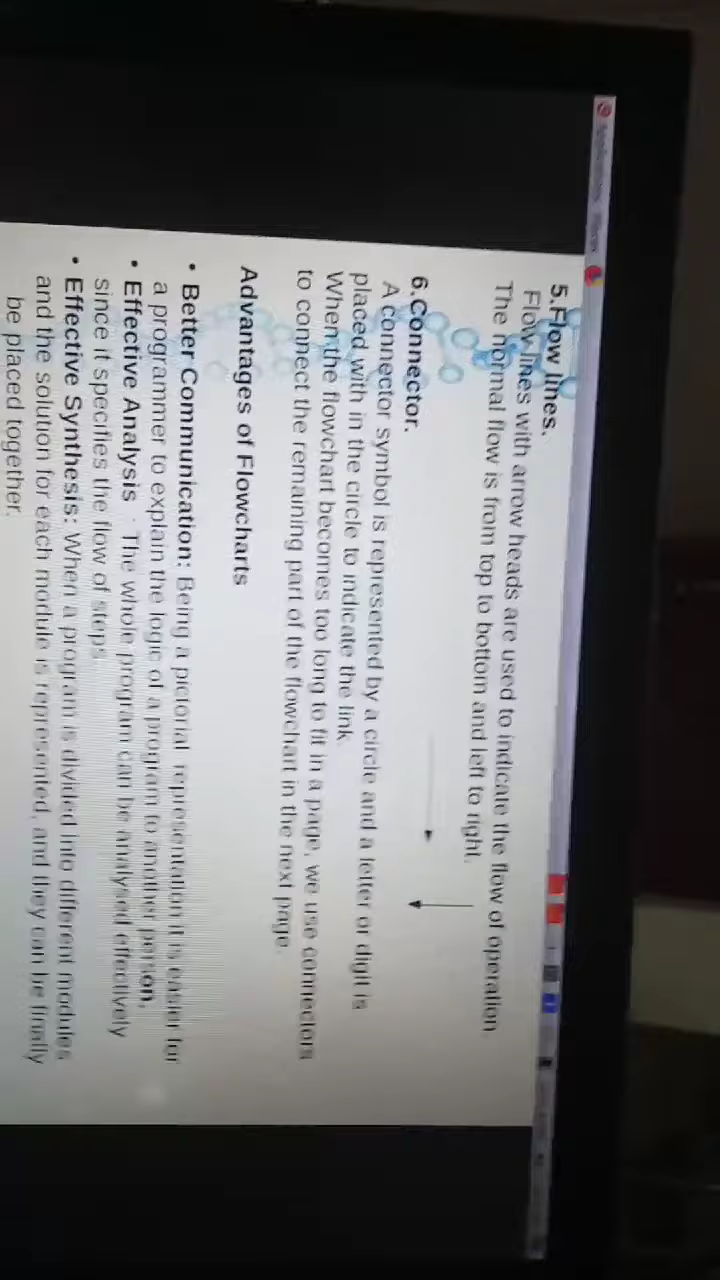 Applications
5.Flow lines.
Flow lines with arrow heads are used to indicate the flow of operation.
The normal flow is from top to bottom and left to right.
6.Connector.
A connector symbol is represented by a circle and a letter or digit is
placed with in the circle to indicate the link.
When the flowchart becomes too long to fit in a page, we use connectors
to connect the remaining part of the flowchart in the next page.
Advantages of Flowcharts
• Better Communication: Being a pictorial representation it is easier for
a programmer to explain the logic of a program to another person.
• Effective Analysis : The whole program can be analysed effectively
since it specifies the flow of steps
• Effective Synthesis: When a program is divided into different modules
and the solution for each module is represented, and they can be finally
be placed together.